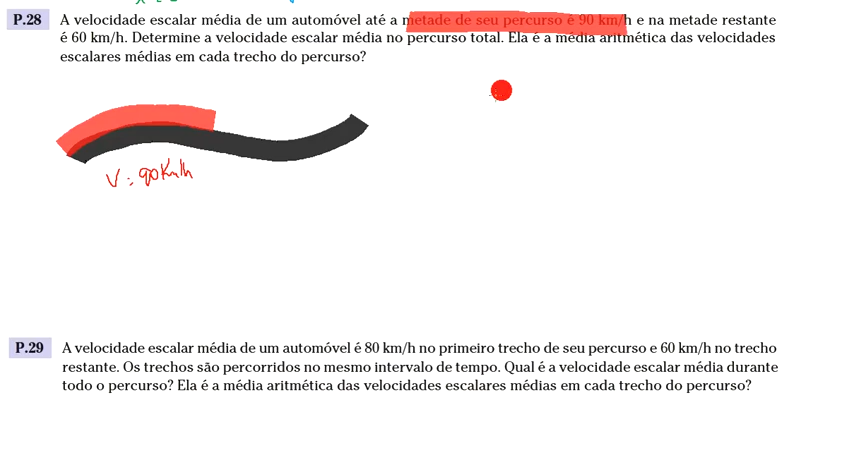 P.28 A velocidade escalar média de um automóvel até a metade de seu percurso é 90 km/h e na metade restante
é 60 km/h. Determine a velocidade escalar média no percurso total. Ela é a média aritmética das velocidades
escalares médias em cada trecho do percurso?
V = 90 Km/h
P.29 A velocidade escalar média de um automóvel é 80 km/h no primeiro trecho de seu percurso e 60 km/h no trecho
restante. Os trechos são percorridos no mesmo intervalo de tempo. Qual é a velocidade escalar média durante
todo o percurso? Ela é a média aritmética das velocidades escalares médias em cada trecho do percurso?